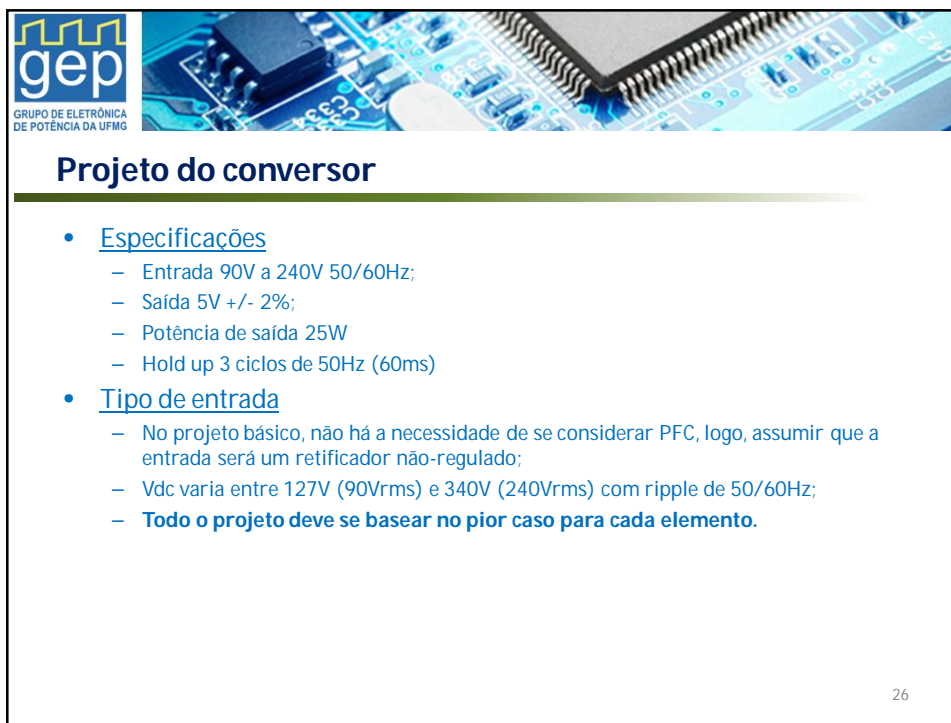 gep
GRUPO DE ELETRÔNICA
DE POTÊNCIA DA UFMG
Projeto do conversor
• Especificações
– Entrada 90V a 240V 50/60Hz;
– Saída 5V +/- 2%;
– Potência de saída 25W
– Hold up 3 ciclos de 50Hz (60ms)
• Tipo de entrada
– No projeto básico, não há a necessidade de se considerar PFC, logo, assumir que a
entrada será um retificador não-regulado;
– Vdc varia entre 127V (90Vrms) e 340V (240Vrms) com ripple de 50/60Hz;
– Todo o projeto deve se basear no pior caso para cada elemento.
26